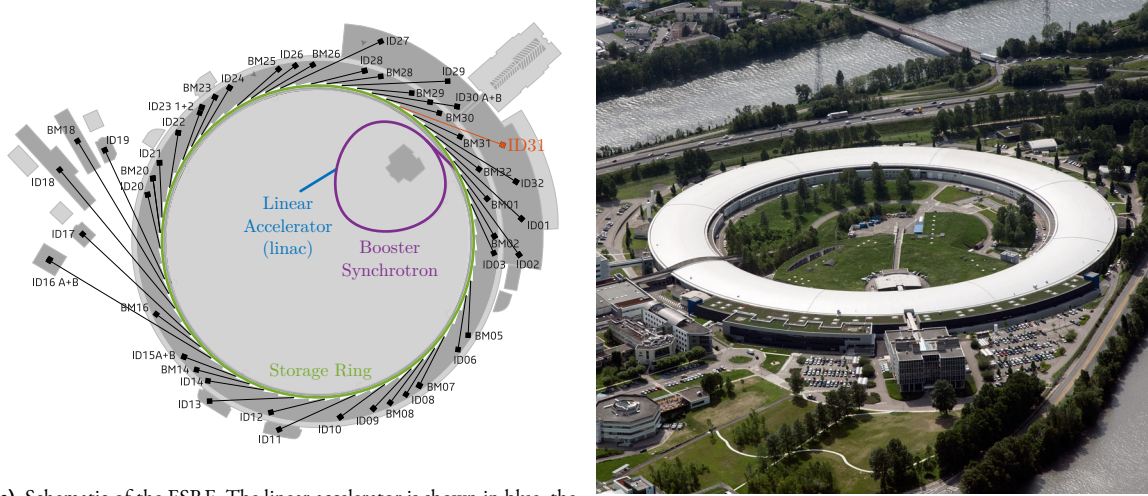 ID27
ID26
BM26
BM25
ID28
BM28
ID24
ID29
BM23
BM29
ID30 A+B
ID23 1+2
BM30
ID22
BM18
ID19
BM31
ID31
ID21
BM20
BM32
ID18
ID20
ID32
Linear
Accelerator
(linac)
BM01
ID01
ID17
Booster
Synchrotron
BM02
ID03
ID02
ID16 A+B
BM16
BM05
ID15A+B
ID06
BM14
Storage Ring
ID14
BM07
ID13
ID08
BM08
ID12
ID09
ID10
ID11
Schematic of the ESRF. The linear accelerator is shown in blue, the